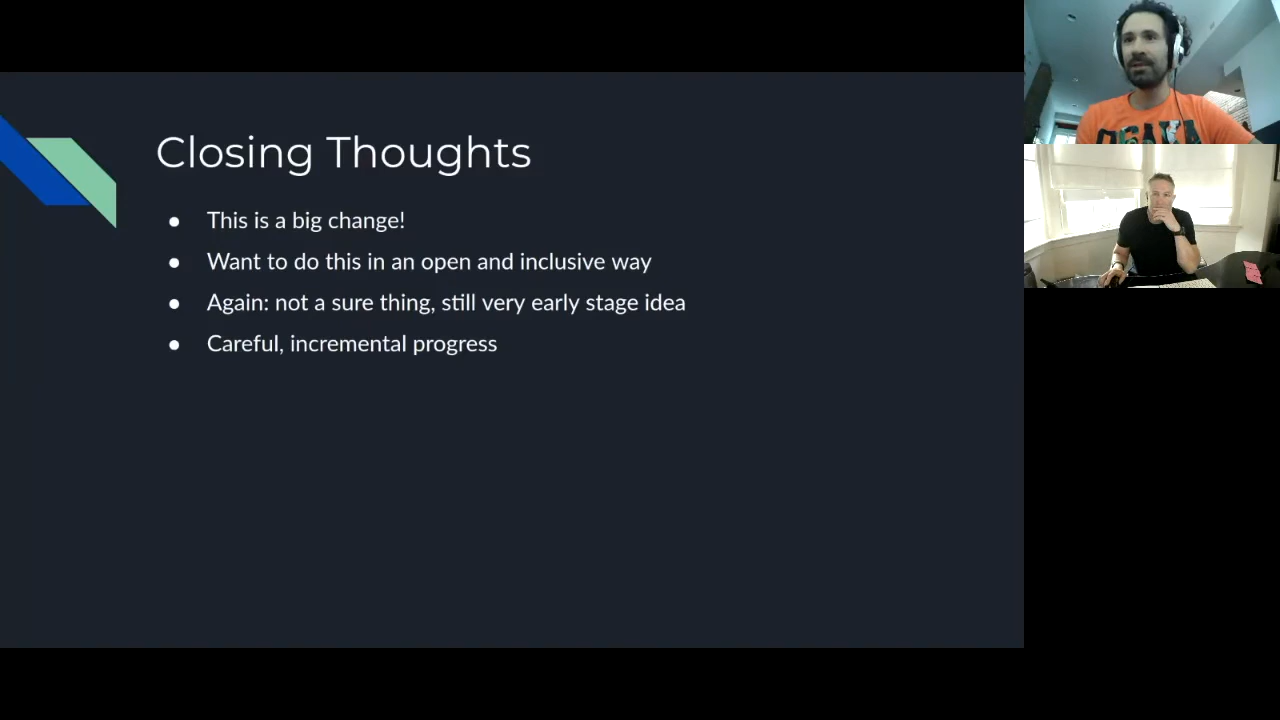 Closing Thoughts
● This is a big change!
● Want to do this in an open and inclusive way
● Again: not a sure thing, still very early stage idea
● Careful, incremental progress
OSAKA